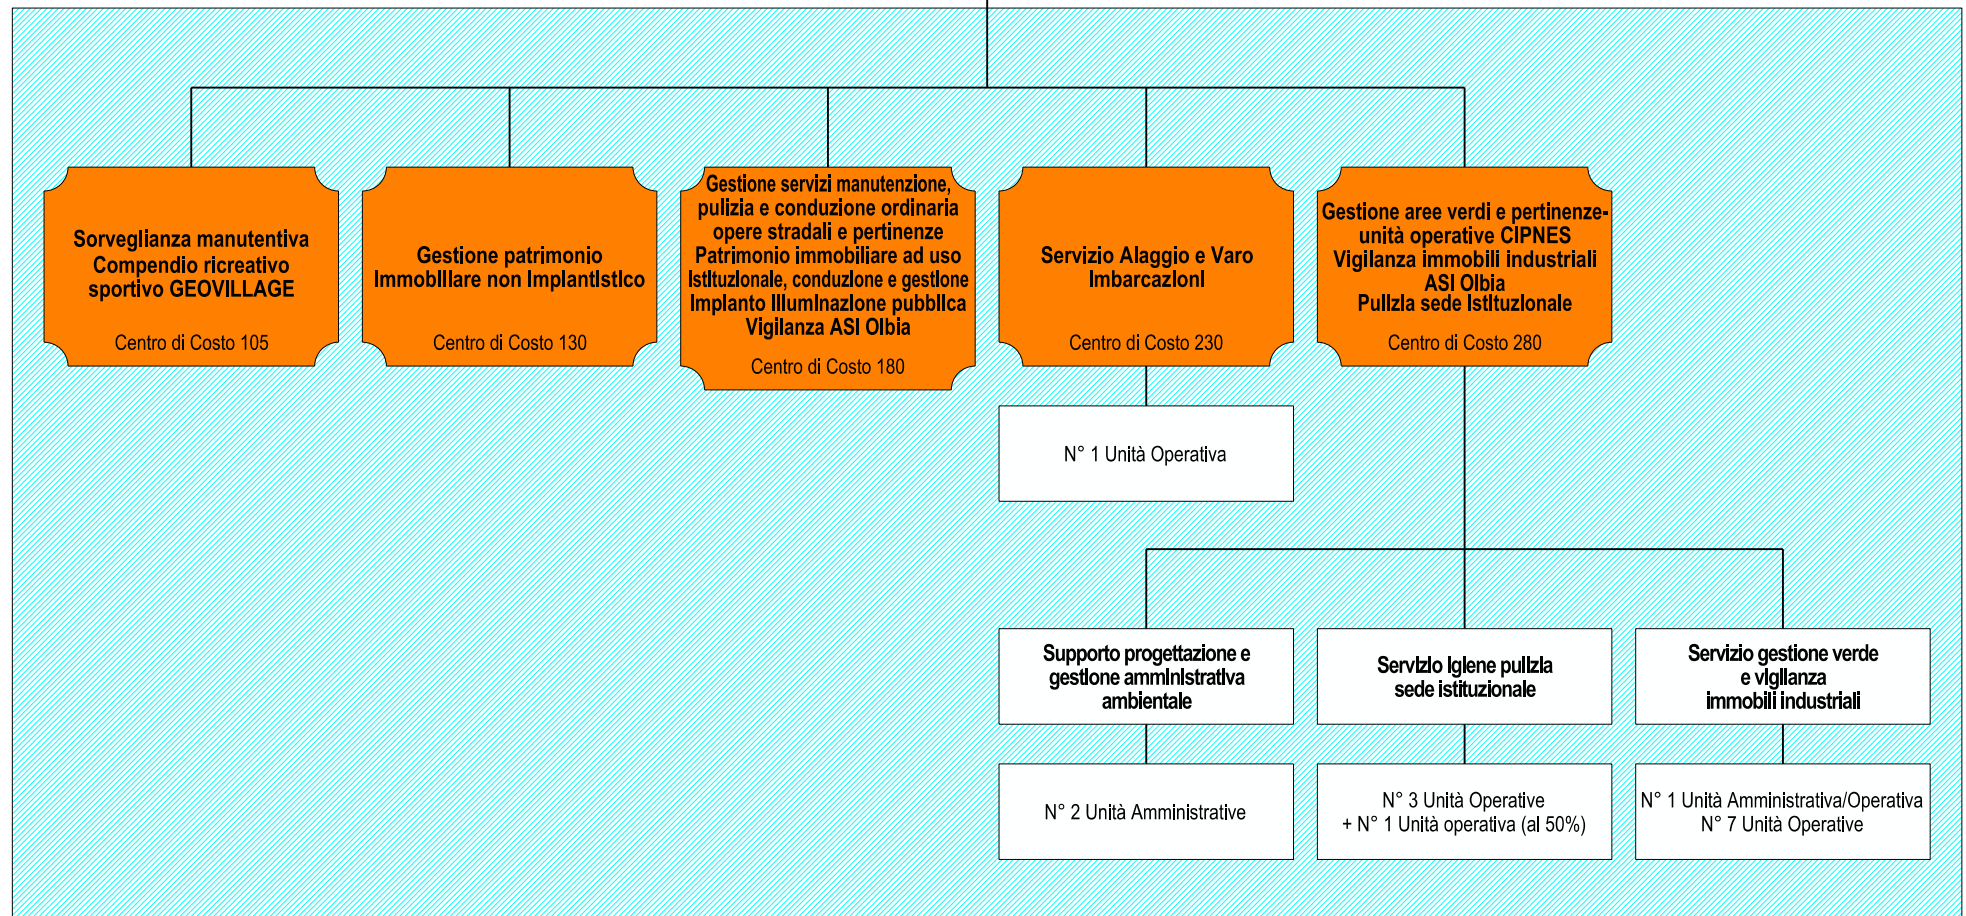 Sorveglianza manutentiva
Compendio ricreativo
sportivo GEOVILLAGE
Centro di Costo 105
Gestione patrimonio
Immobiliare non Implantistico
Centro di Costo 130
Gestione servizi manutenzione,
pulizia e conduzione ordinaria
opere stradali e pertinenze
Patrimonio immobiliare ad uso
Istituzionale, conduzione e gestione
Implanto Illuminazione pubblica
Vigilanza ASI Olbia
Centro di Costo 180
Servizio Alaggio e Varo
Imbarcazioni
Centro di Costo 230
Gestione aree verdi e pertinenze-
unità operative CIPNES
Vigilanza immobili industriali
ASI Olbia
Pulizia sede Istituzionale
Centro di Costo 280
N° 1 Unità Operativa
Supporto progettazione e
gestione amministrativa
ambientale
N° 2 Unità Amministrative
Servizio Igiene pulizia
sede istituzionale
N° 3 Unità Operative
+ N° 1 Unità operativa (al 50%)
Servizio gestione verde
e vigilanza
immobili industriali
N° 1 Unità Amministrativa/Operativa
N° 7 Unità Operative